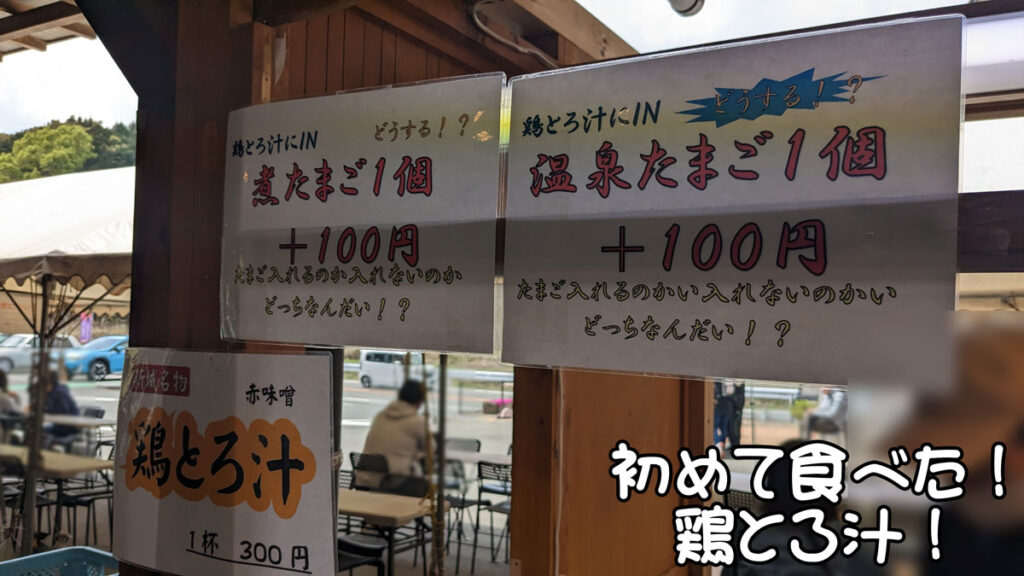 鶏とろ汁にIN
どうする！？
煮たまご1個
＋100円
たまご入れるのか入れないのか
どっちなんだい！？
鶏とろ汁にIN
どうする！？
温泉たまご1個
＋100円
たまご入れるのかい入れないのかい
どっちなんだい！？
城名物
赤味噌
鶏とろ汁
1杯 300円
初めて食べた！
鶏とろ汁！